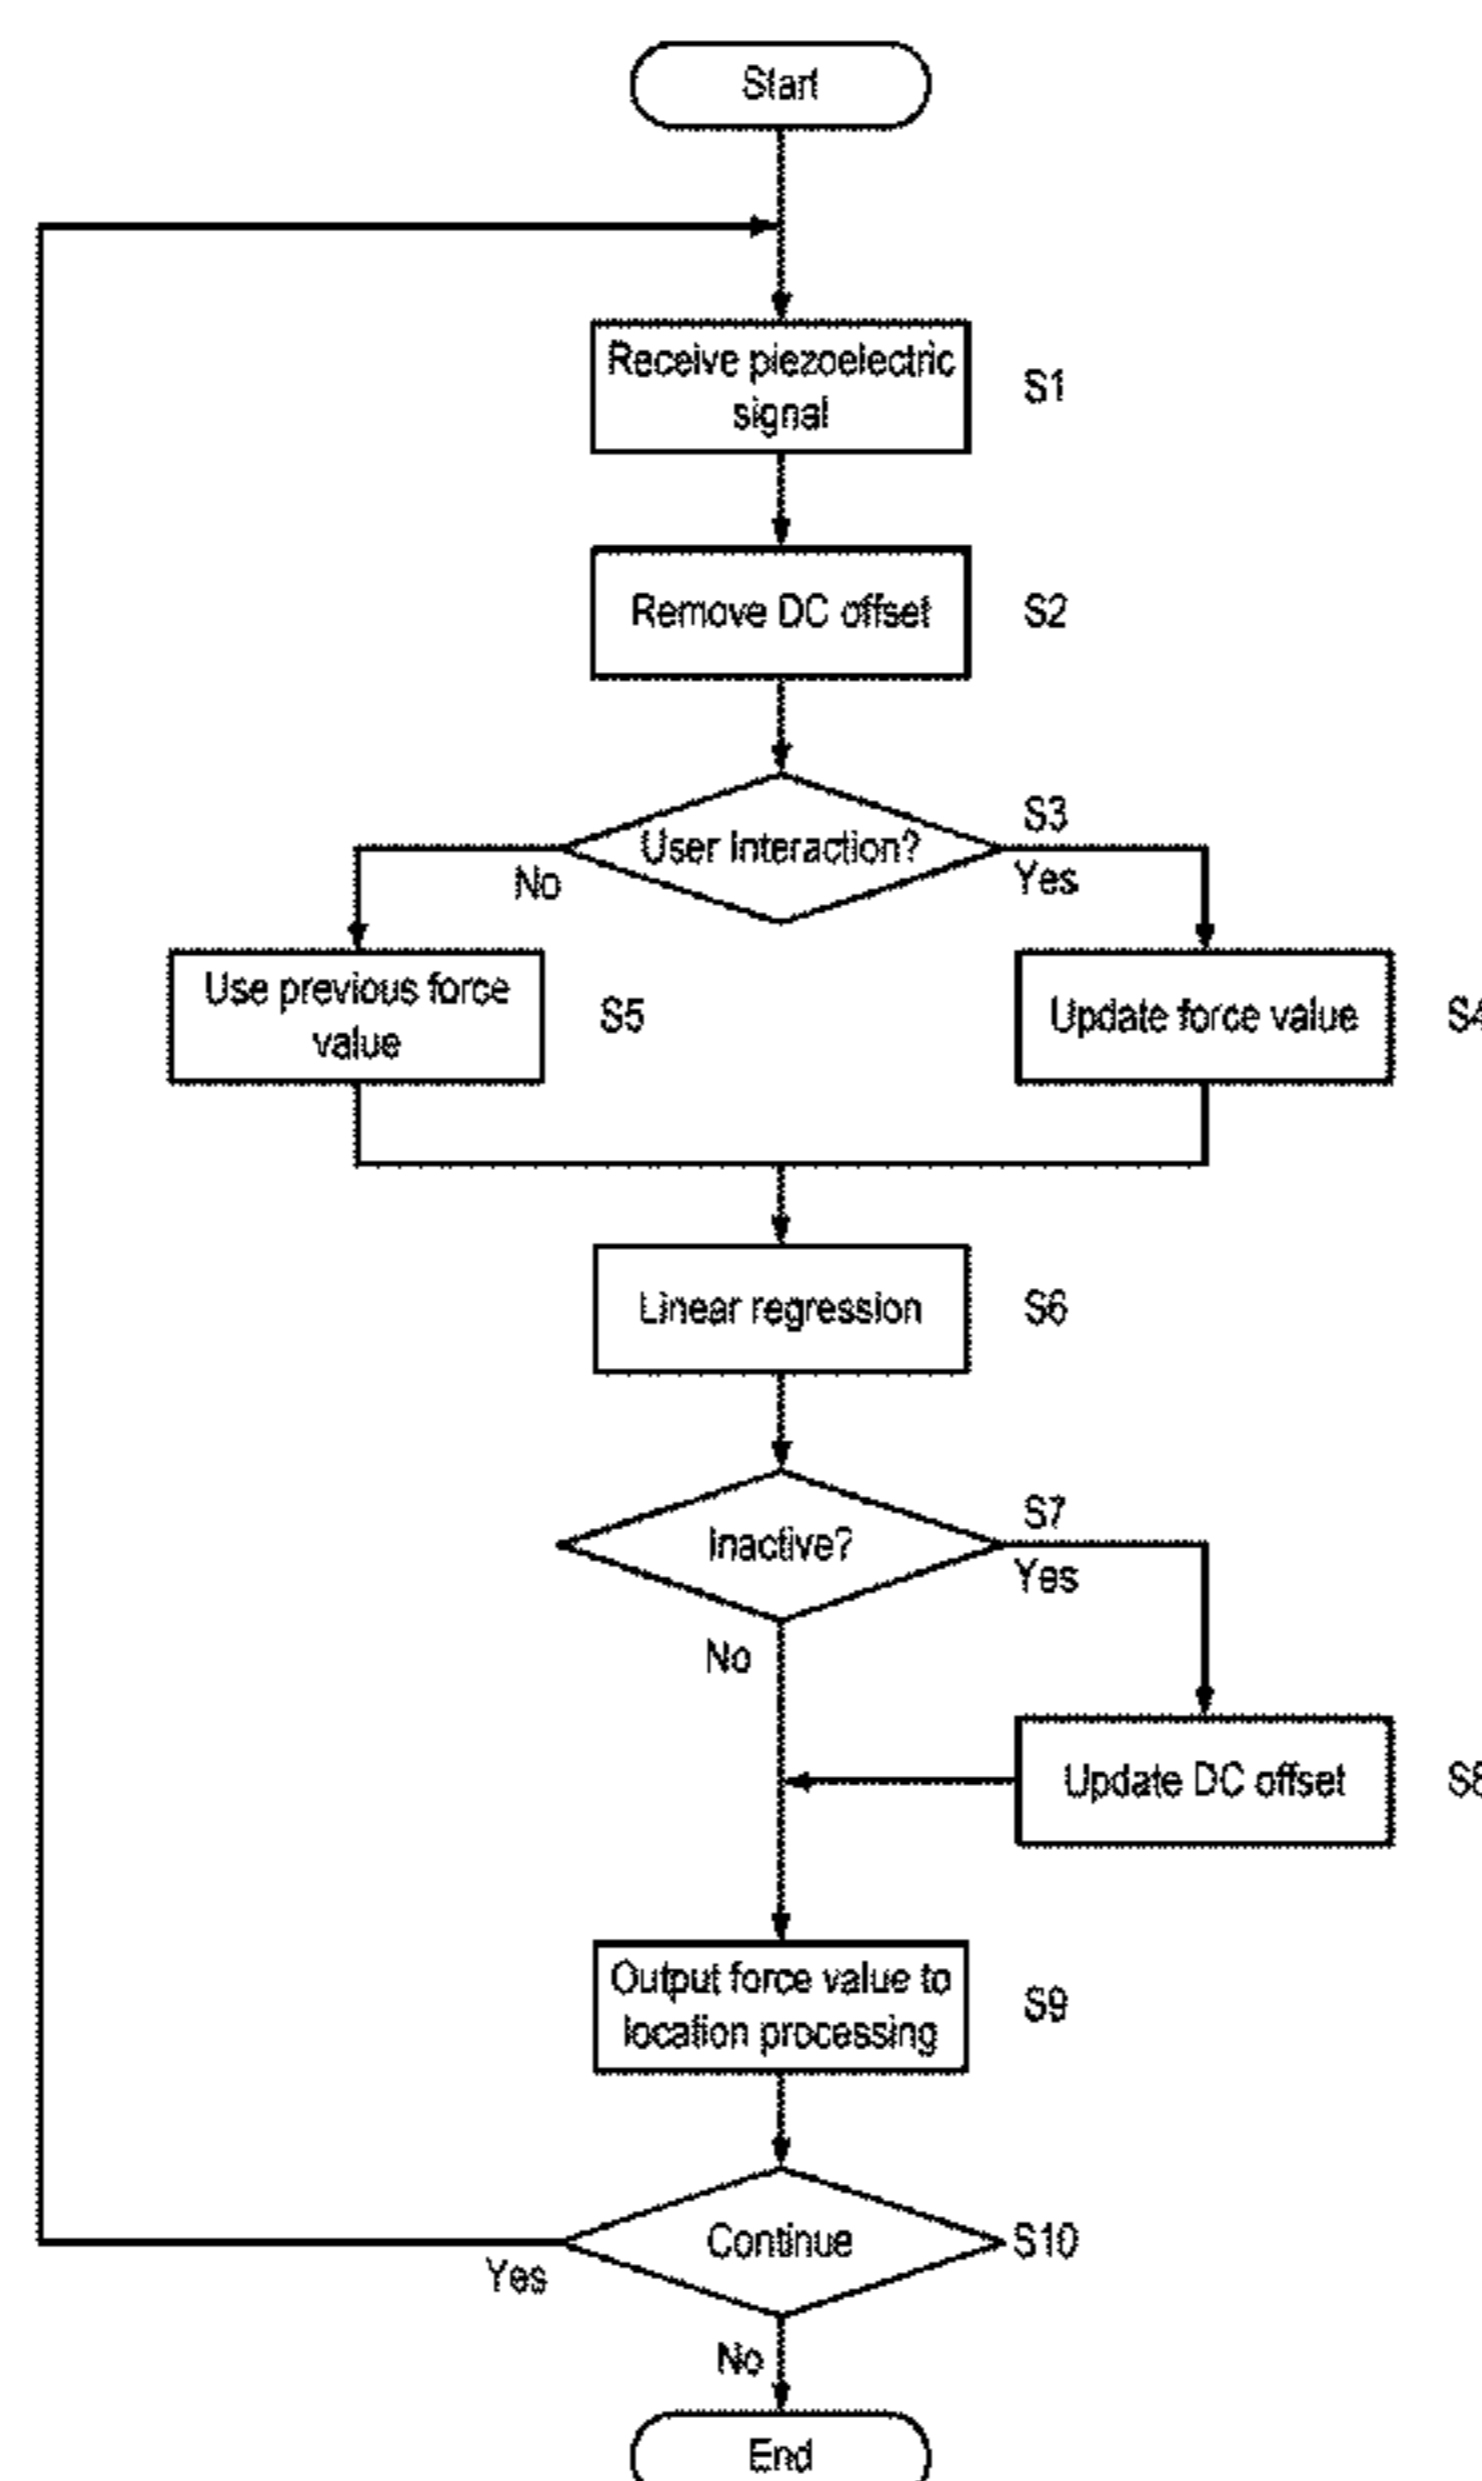 Start
Receive piezoelectric
signal
S1
Remove DC offset
S2
User Interaction?
S3
No
Yes
Use previous force
value
S5
Update force value
S4
Linear regression
S6
Inactive?
S7
Yes
No
Update DC offset
S8
Output force value to
location processing
S9
Continue
S10
Yes
No
End